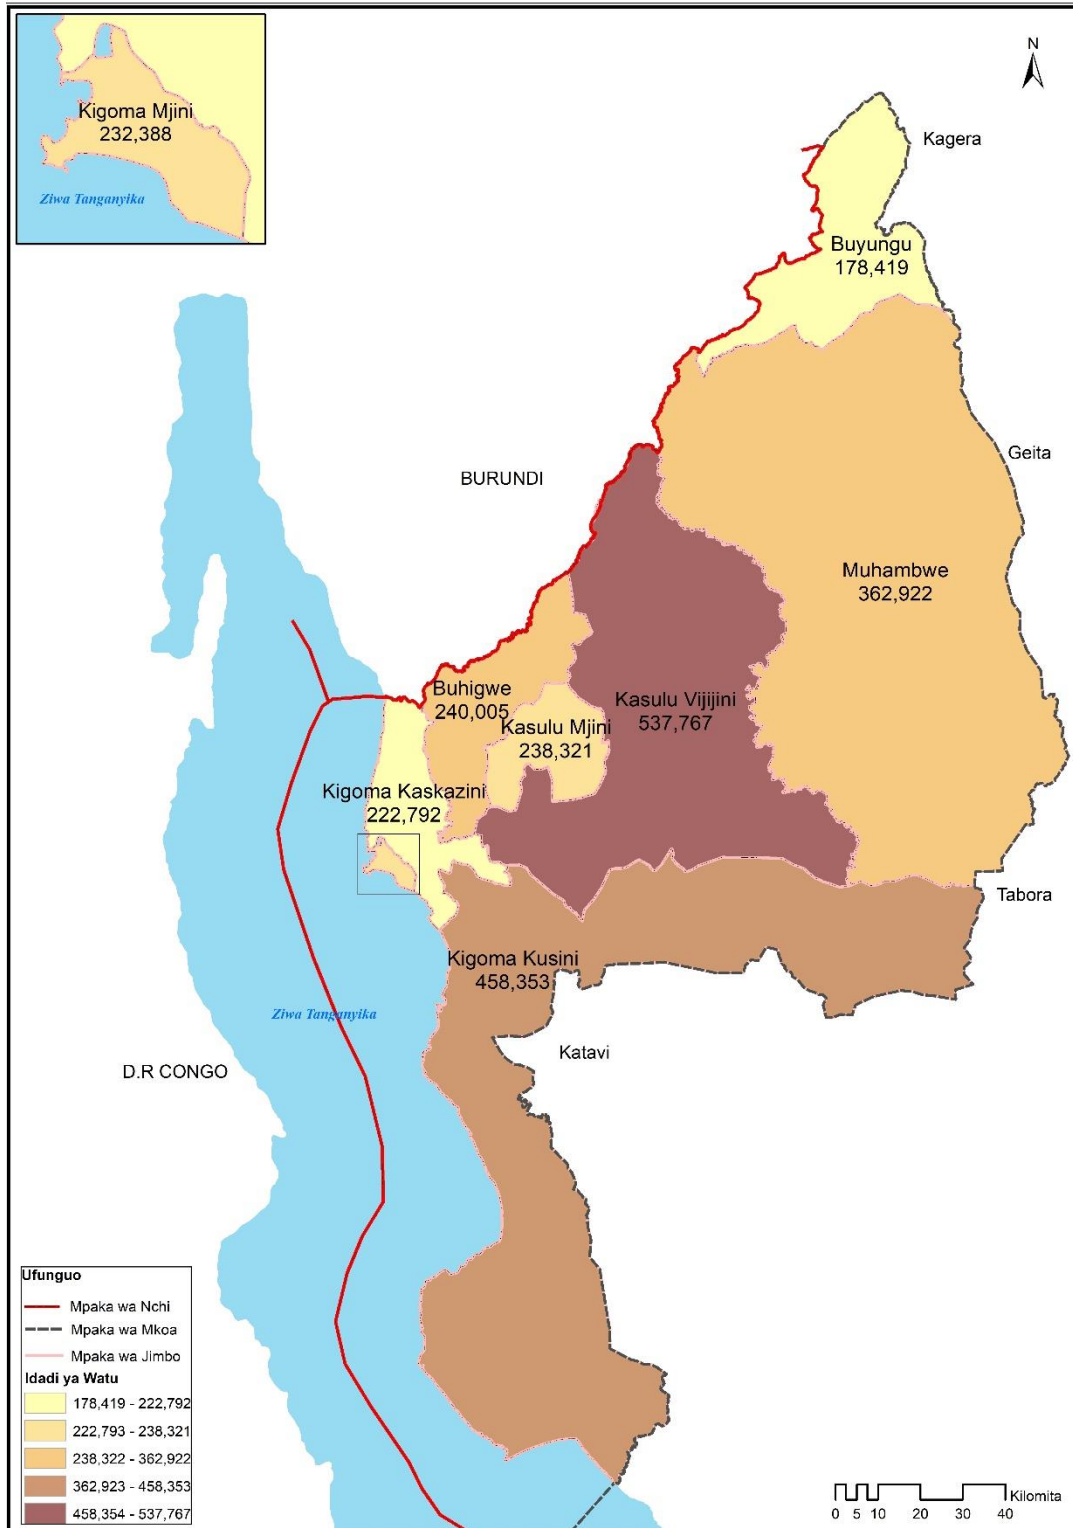 Kigoma Mjini
232,388
Ziwa Tanganyika
N
Kagera
Buyungu
178,419
Geita
BURUNDI
Muhambwe
362,922
Buhigwe
240,005
Kasulu Vijijini
537,767
Kasulu Mjini
238,321
Kigoma Kaskazini
222,792
Tabora
Kigoma Kusini
458,353
Ziwa Tanganyika
Katavi
D.R CONGO
Ufunguo
Mpaka wa Nchi
Mpaka wa Mkoa
Mpaka wa Jimbo
Idadi ya Watu
178,419 - 222,792
222,793 - 238,321
238,322 - 362,922
362,923 - 458,353
458,354 - 537,767
Kilomita
0 5 10 20 30 40